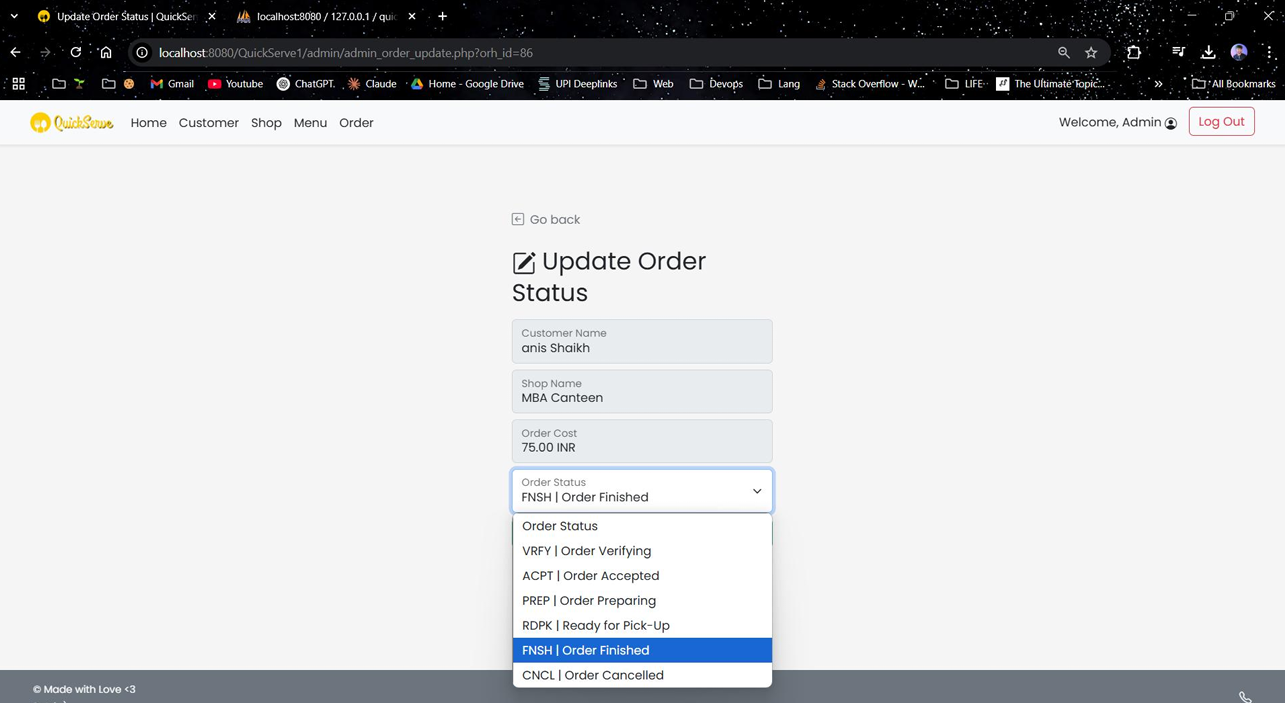 Update Order Status | QuickSer
localhost:8080 / 127.0.0.1 / quic
localhost:8080/QuickServe1/admin/admin_order_update.php?orh_id=86
Gmail
Youtube
ChatGPT.
Claude
Home - Google Drive
UPI Deeplinks
Web
Devops
Lang
Stack Overflow - W...
LIFE
The Ultimate Topic...
»
All Bookmarks
QuickServe
Home Customer Shop Menu Order
Welcome, Admin
Log Out
Go back
Update Order
Status
Customer Name
anis Shaikh
Shop Name
MBA Canteen
Order Cost
75.00 INR
Order Status
FNSH | Order Finished
Order Status
VRFY | Order Verifying
ACPT | Order Accepted
PREP | Order Preparing
RDPK | Ready for Pick-Up
FNSH | Order Finished
CNCL | Order Cancelled
© Made with Love <3